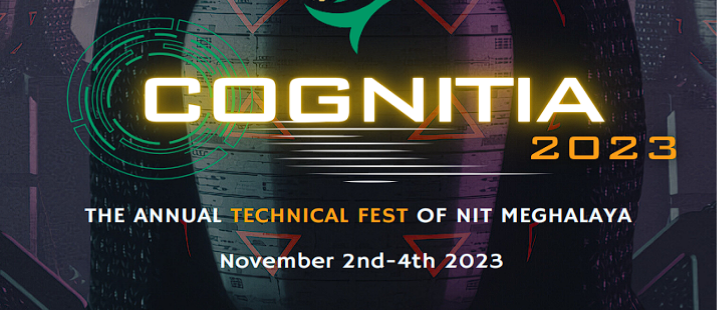 COGNITIA
2023
THE ANNUAL TECHNICAL FEST OF NIT MEGHALAYA
November 2nd-4th 2023